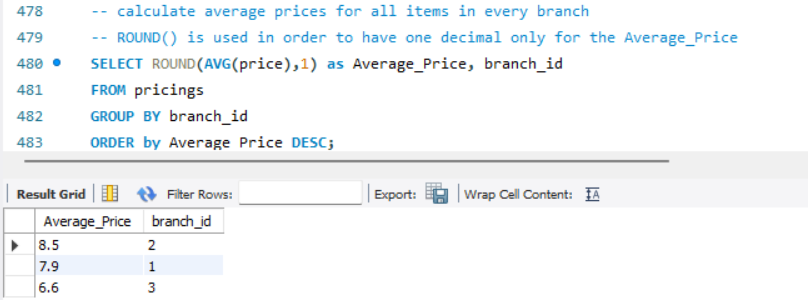 478 -- calculate average prices for all items in every branch
479 -- ROUND() is used in order to have one decimal only for the Average_Price
480 SELECT ROUND(AVG(price),1) as Average_Price, branch_id
481 FROM pricings
482 GROUP BY branch_id
483 ORDER by Average_Price DESC;
Result Grid Filter Rows: Export: Wrap Cell Content: IA
Average_Price branch_id
8.5 2
7.9 1
6.6 3